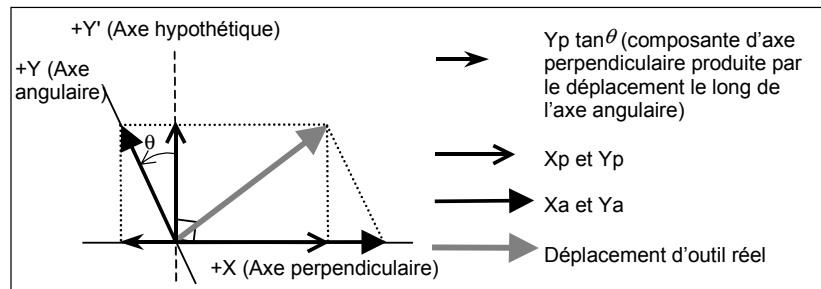 +Y' (Axe hypothétique)
+Y (Axe
angulaire)
θ
+X (Axe perpendiculaire)
Yp tanθ (composante d'axe
perpendiculaire produite par
le déplacement le long de
l'axe angulaire)
Xp et Yp
Xa et Ya
Déplacement d'outil réel